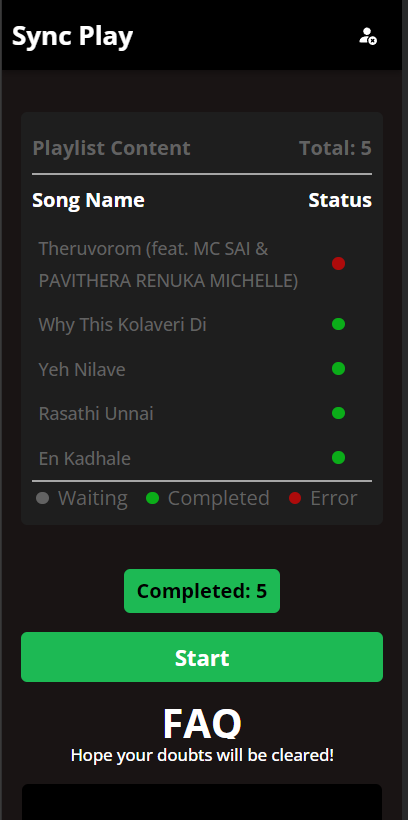 Sync Play
Playlist Content Total: 5
Song Name Status
Theruvorom (feat. MC SAI &
PAVITHERA RENUKA MICHELLE)
Why This Kolaveri Di
Yeh Nilave
Rasathi Unnai
En Kadhale
Waiting Completed Error
Completed: 5
Start
FAQ
Hope your doubts will be cleared!